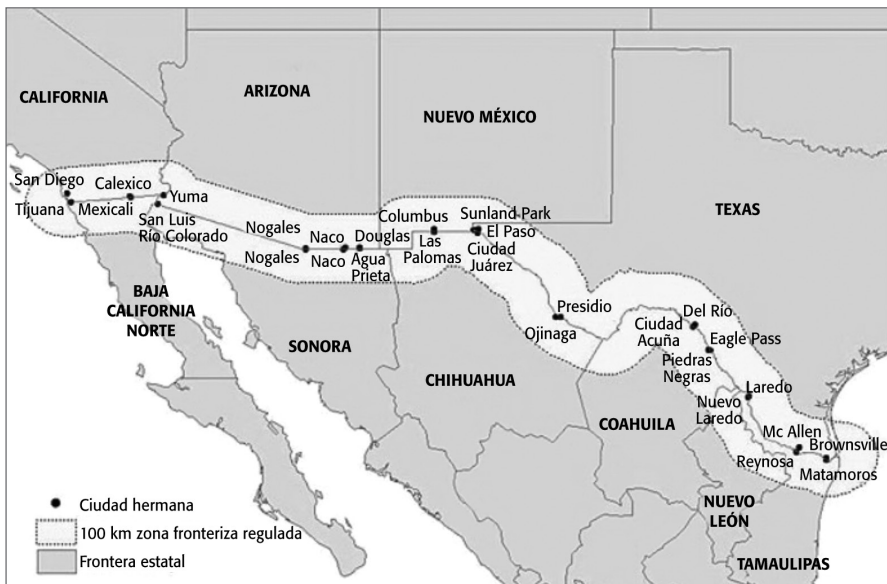 CALIFORNIA
ARIZONA
NUEVO MÉXICO
TEXAS
San Diego
Calexico
Yuma
Tijuana
Mexicali
San Luis
Río Colorado
Nogales
Nogales
Naco
Naco
Douglas
Agua
Prieta
Columbus
Las
Palomas
Sunland Park
El Paso
Ciudad
Juárez
Presidio
Ojinaga
Del Río
Ciudad
Acuña
Eagle Pass
Piedras
Negras
Laredo
Nuevo
Laredo
Mc Allen
Brownsville
Reynosa
Matamoros
BAJA
CALIFORNIA
NORTE
SONORA
CHIHUAHUA
COAHUILA
NUEVO
LEÓN
TAMAULIPAS
Ciudad hermana
100 km zona fronteriza regulada
Frontera estatal